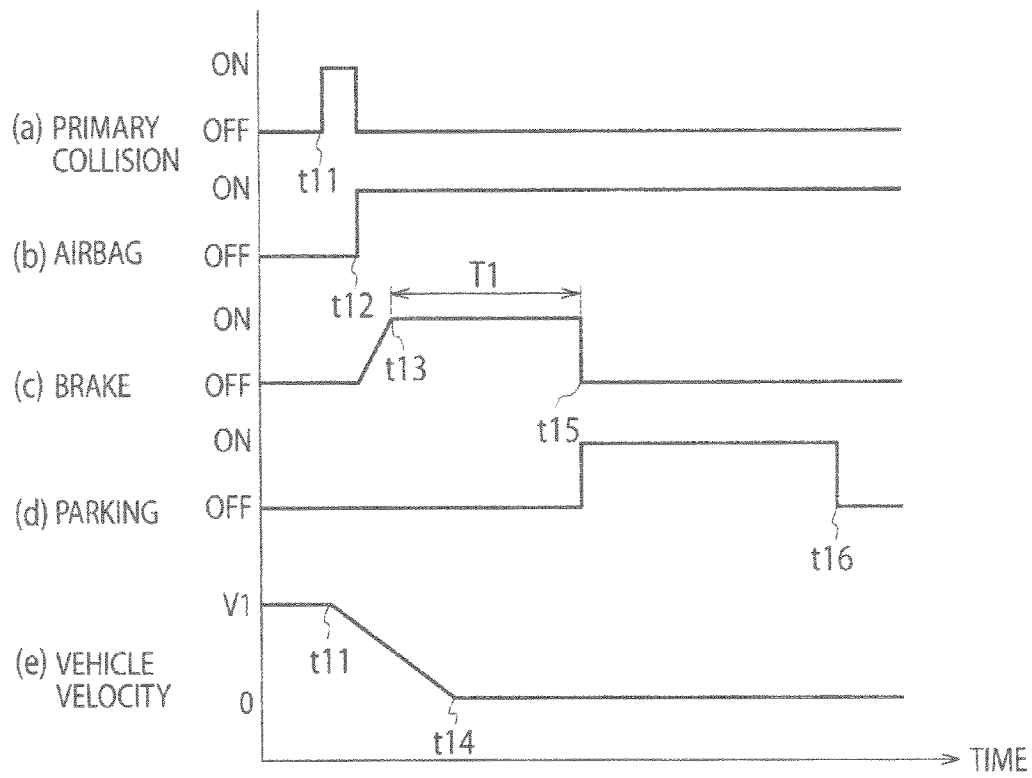 ON
(a) PRIMARY
COLLISION
OFF
t11
ON
(b) AIRBAG
OFF
t12
T1
ON
t13
(c) BRAKE
OFF
t15
ON
(d) PARKING
OFF
t16
V1
t11
(e) VEHICLE
VELOCITY
0
t14
TIME